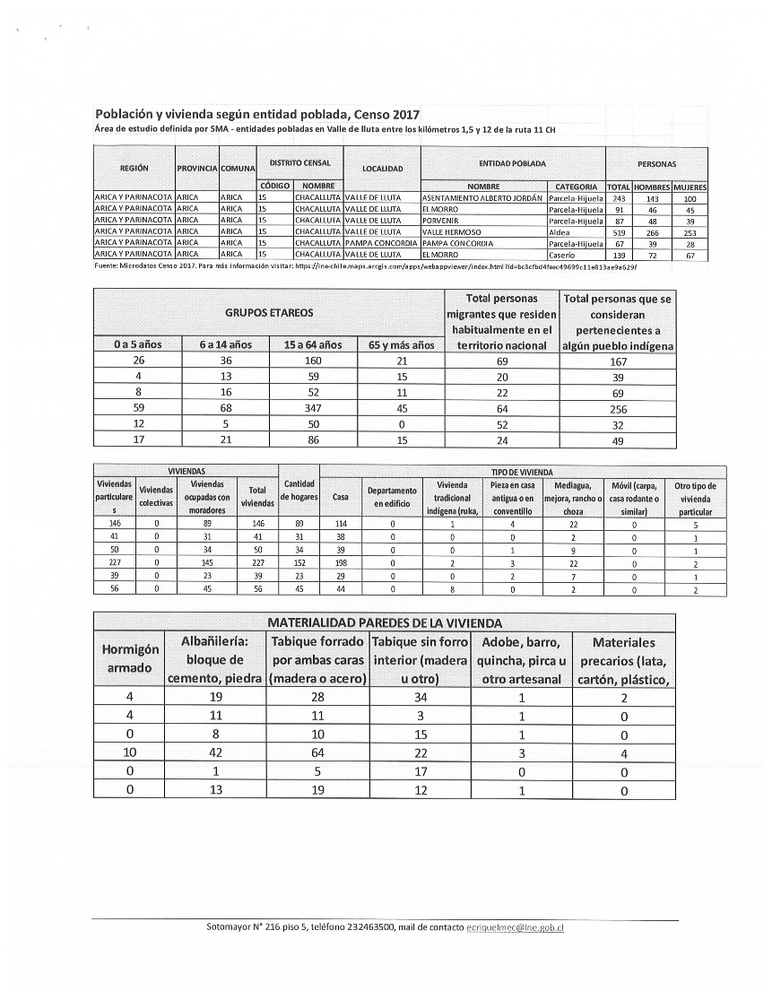 Población y vivienda según entidad poblada, Censo 2017
Área de estudio definida por SMA - entidades pobladas en Valle de lluta entre los kilómetros 1,5 y 12 de la ruta 11 CH
REGIÓN PROVINCIA COMUNA DISTRITO CENSAL LOCALIDAD ENTIDAD POBLADA PERSONAS
CÓDIGO NOMBRE NOMBRE CATEGORIA TOTAL HOMBRES MUJERES
ARICA Y PARINACOTA ARICA ARICA 15 CHACALLUTA VALLE DE LLUTA ASENTAMIENTO ALBERTO JORDÁN Parcela-Hijuela 243 143 100
ARICA Y PARINACOTA ARICA ARICA 15 CHACALLUTA VALLE DE LLUTA EL MORRO Parcela-Hijuela 91 46 45
ARICA Y PARINACOTA ARICA ARICA 15 CHACALLUTA VALLE DE LLUTA PORVENIR Parcela-Hijuela 87 48 39
ARICA Y PARINACOTA ARICA ARICA 15 CHACALLUTA VALLE DE LLUTA VALLE HERMOSO Aldea 519 266 253
ARICA Y PARINACOTA ARICA ARICA 15 CHACALLUTA PAMPA CONCORDIA PAMPA CONCORDIA Parcela-Hijuela 67 39 28
ARICA Y PARINACOTA ARICA ARICA 15 CHACALLUTA VALLE DE LLUTA EL MORRO Caserío 139 72 67
Fuente: Microdatos Censo 2017. Para más información visitar: https://ine-chile.maps.arcgis.com/apps/webappviewer/index.html?id=bc3cfbd4feec49699c11e813ae9a629f
GRUPOS ETAREOS
Total personas
migrantes que residen
habitualmente en el
territorio nacional
Total personas que se
consideran
pertenecientes a
algún pueblo indígena
0 a 5 años 6 a 14 años 15 a 64 años 65 y más años
26 36 160 21 69 167
4 13 59 15 20 39
8 16 52 11 22 69
59 68 347 45 64 256
12 5 50 0 52 32
17 21 86 15 24 49
VIVIENDAS
TIPO DE VIVIENDA
Viviendas
particulare
s
Viviendas
colectivas
Viviendas
ocupadas con
moradores
Total
viviendas
Cantidad
de hogares
Casa
Departamento
en edificio
Vivienda
tradicional
indígena (ruka,
Pieza en casa
antigua o en
conventillo
Mediagua,
mejora, rancho o
choza
Móvil (carpa,
casa rodante o
similar)
Otro tipo de
vivienda
particular
146 0 89 146 89 114 0 1 4 22 0 5
41 0 31 41 31 38 0 0 0 2 0 1
50 0 34 50 34 39 0 0 1 9 0 1
227 0 145 227 152 198 0 2 3 22 0 2
39 0 23 39 23 29 0 0 2 7 0 1
56 0 45 56 45 44 0 8 0 2 0 2
MATERIALIDAD PAREDES DE LA VIVIENDA
Hormigón
armado
Albañilería:
bloque de
cemento, piedra
Tabique forrado
por ambas caras
(madera o acero)
Tabique sin forro
interior (madera
u otro)
Adobe, barro,
quincha, pirca u
otro artesanal
Materiales
precarios (lata,
cartón, plástico,
4 19 28 34 1 2
4 11 11 3 1 0
0 8 10 15 1 0
10 42 64 22 3 4
0 1 5 17 0 0
0 13 19 12 1 0
Sotomayor N° 216 piso 5, teléfono 232463500, mail de contacto ecriquelmec@ine.gob.cl